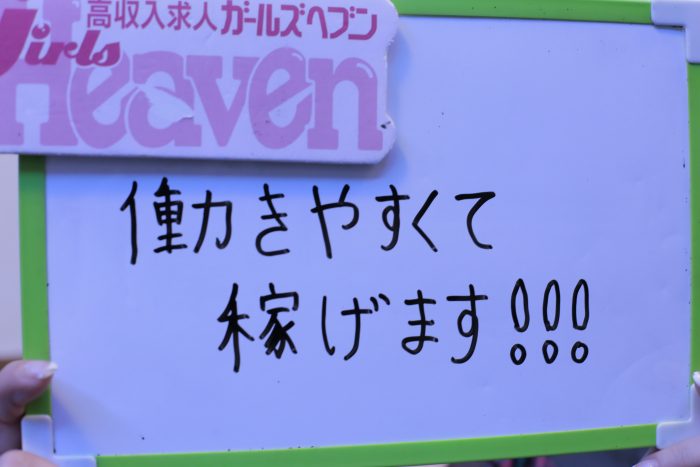 高収入求人ガールズヘブン
Girls
Heaven
働きやすくて
稼げます!!!